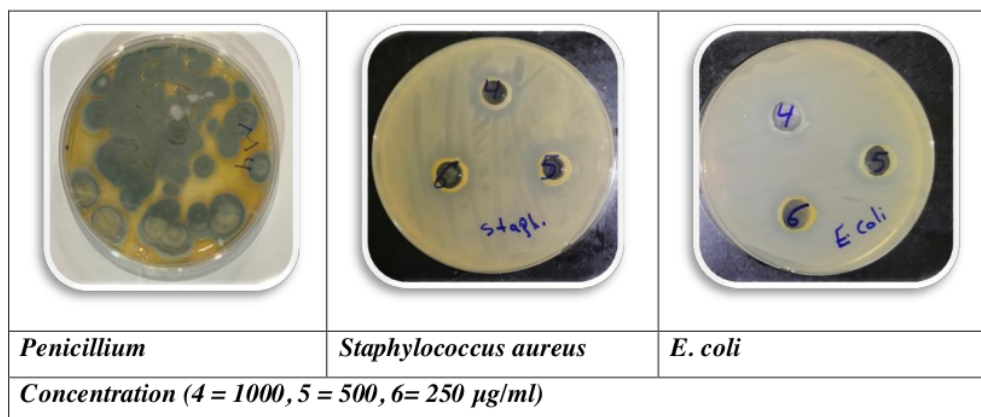 4
6
5
Staph.
4
5
6
E. Coli
Penicillium
Staphylococcus aureus
E. coli
Concentration (4 = 1000, 5 = 500, 6= 250 µg/ml)